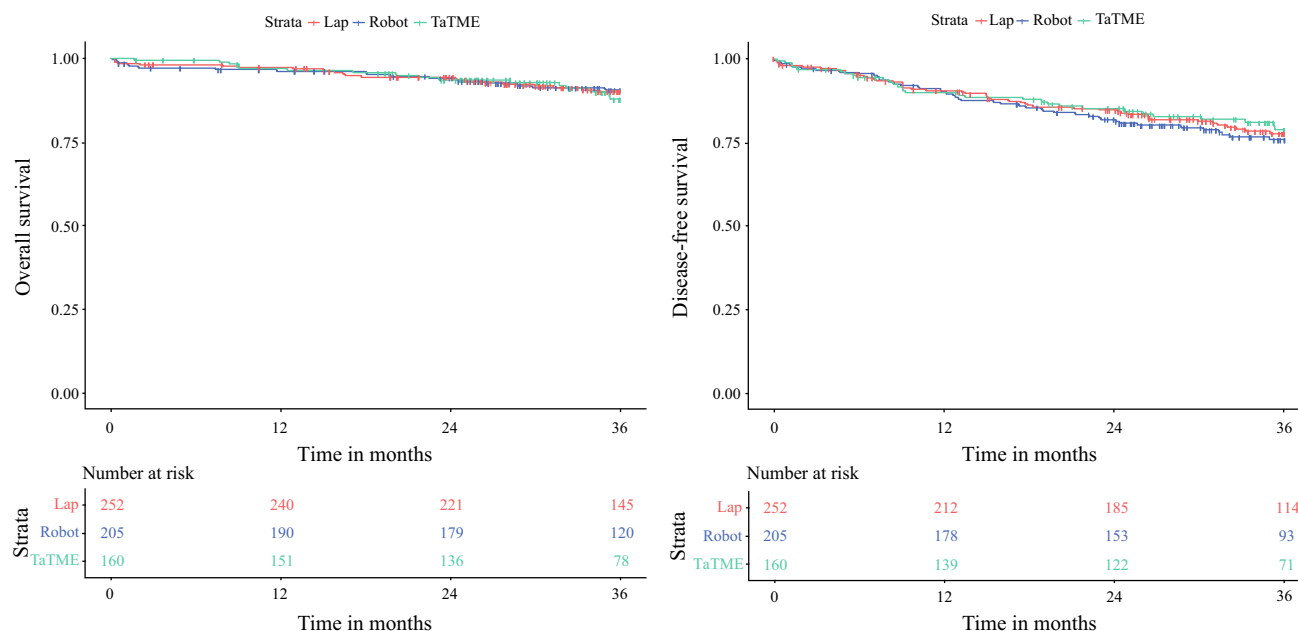 Strata Lap Robot TaTME
1.00
0.75
0.50
0.25
0.00
Overall survival
0 12 24 36
Time in months
Number at risk
Strata
Lap 252 240 221 145
Robot 205 190 179 120
TaTME 160 151 136 78
0 12 24 36
Time in months
Strata Lap Robot TaTME
1.00
0.75
0.50
0.25
0.00
Disease-free survival
0 12 24 36
Time in months
Number at risk
Strata
Lap 252 212 185 114
Robot 205 178 153 93
TaTME 160 139 122 71
0 12 24 36
Time in months